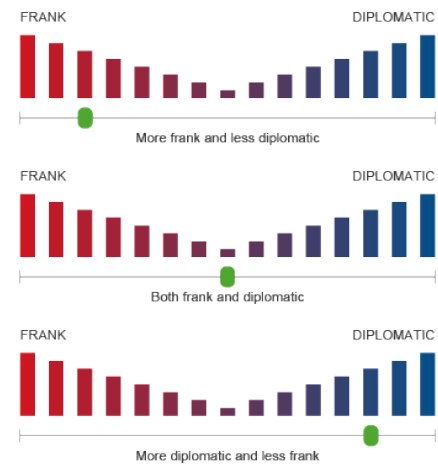 FRANK DIPLOMATIC
More frank and less diplomatic
FRANK DIPLOMATIC
Both frank and diplomatic
FRANK DIPLOMATIC
More diplomatic and less frank